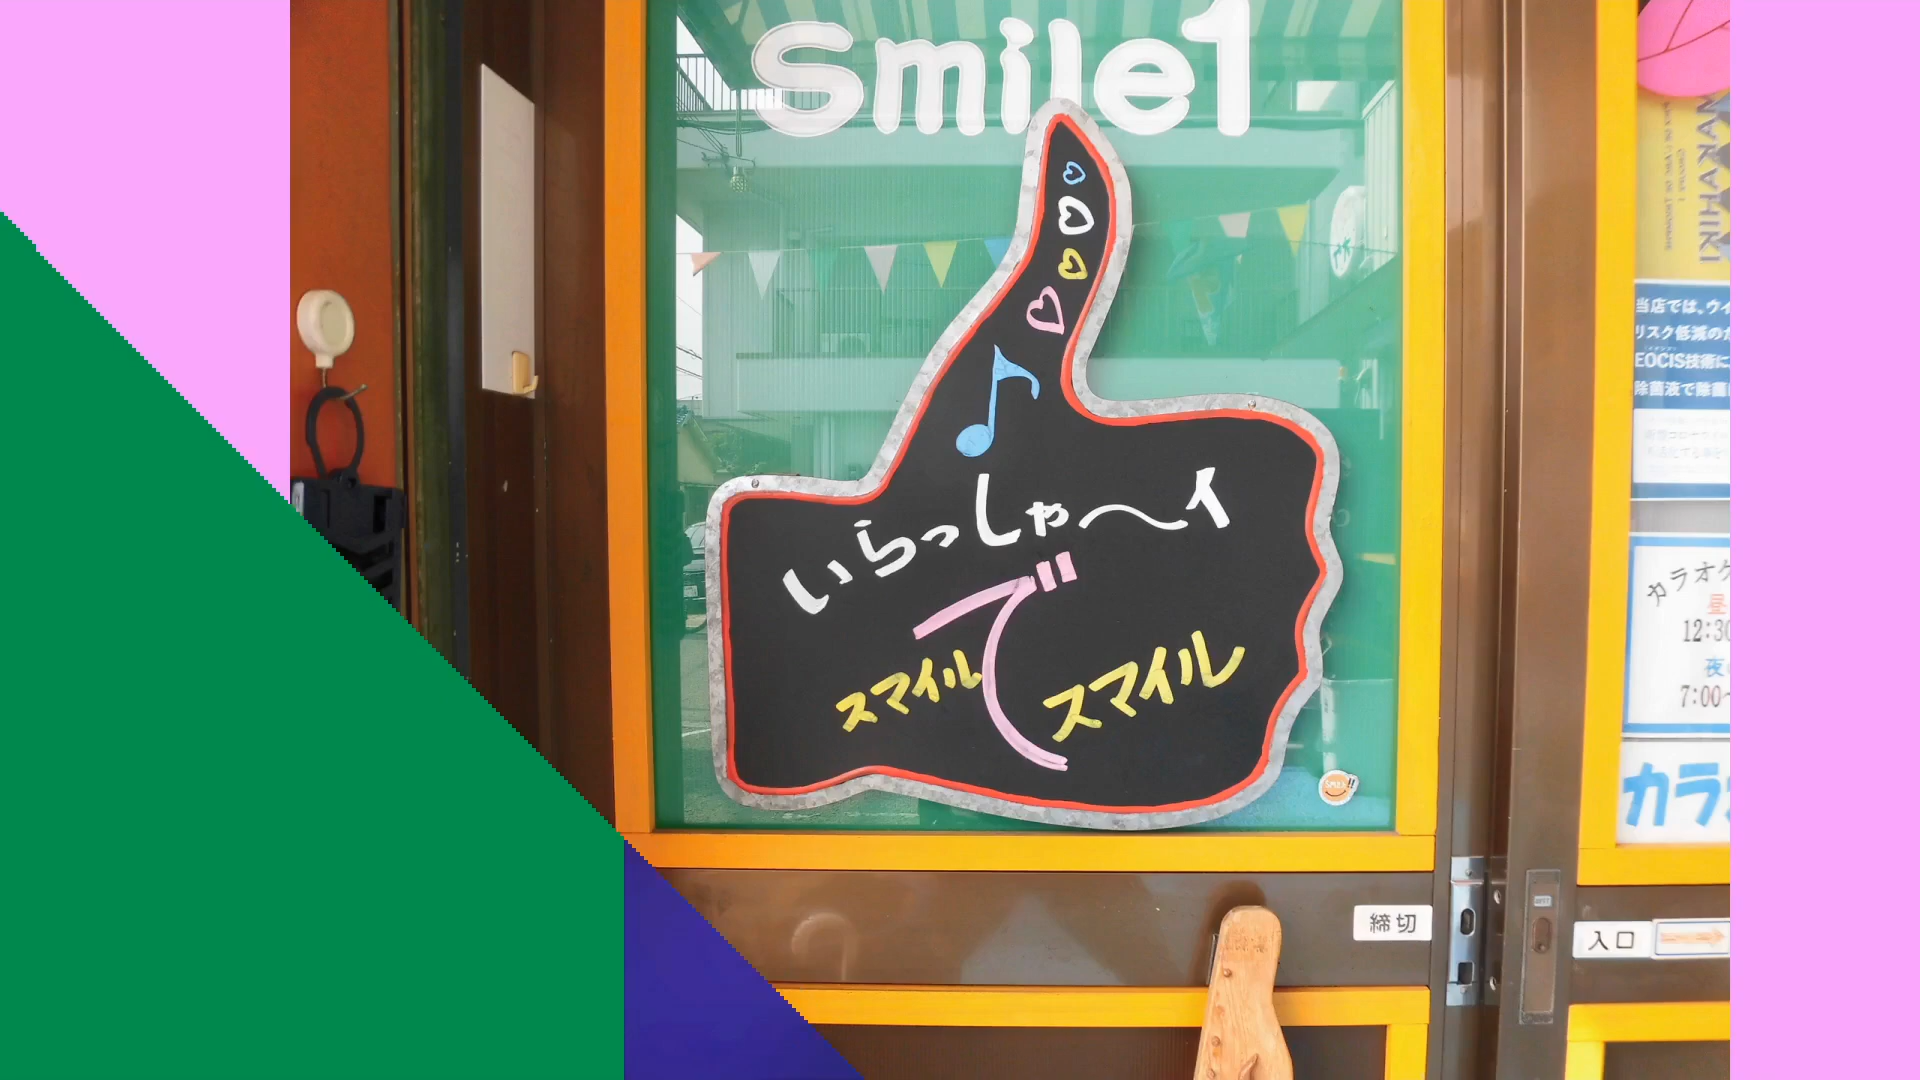 Smile1
いらっしゃ～イ
で
スマイル スマイル
締切
入口
当店では、ウイ
リスク低減のた
EOCIS技術に
除菌液で除菌
カラオケ
昼
12:30
夜
7:00~
カラ